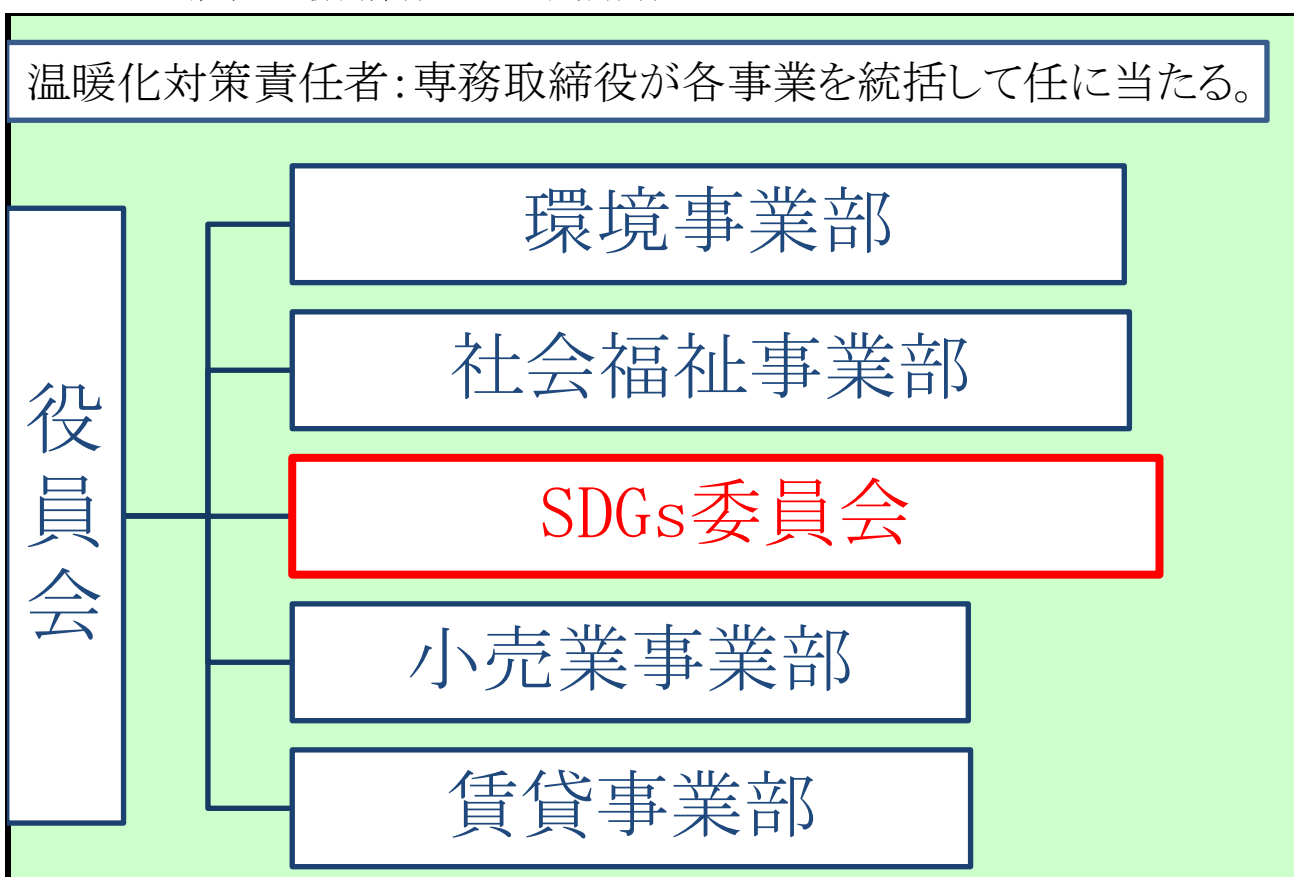 温暖化対策責任者：専務取締役が各事業を統括して任に当たる。
役員会
環境事業部
社会福祉事業部
SDGs委員会
小売業事業部
賃貸事業部